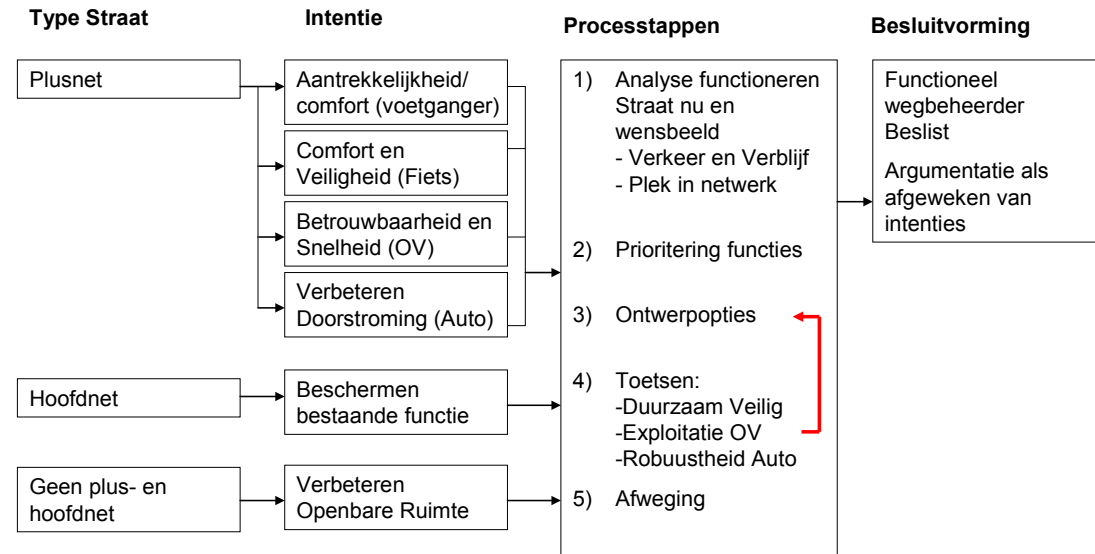 Type Straat
Intentie
Processtappen
Besluitvorming
Plusnet
Aantrekkelijkheid/
comfort (voetganger)
Comfort en
Veiligheid (Fiets)
Betrouwbaarheid en
Snelheid (OV)
Verbeteren
Doorstroming (Auto)
Hoofdnet
Beschermen
bestaande functie
Geen plus- en
hoofdnet
Verbeteren
Openbare Ruimte
1) Analyse functioneren
Straat nu en
wensbeeld
- Verkeer en Verblijf
- Plek in netwerk
2) Prioritering functies
3) Ontwerpopties
4) Toetsen:
-Duurzaam Veilig
-Exploitatie OV
-Robuustheid Auto
5) Afweging
Functioneel
wegbeheerder
Beslist
Argumentatie als
afgeweken van
intenties